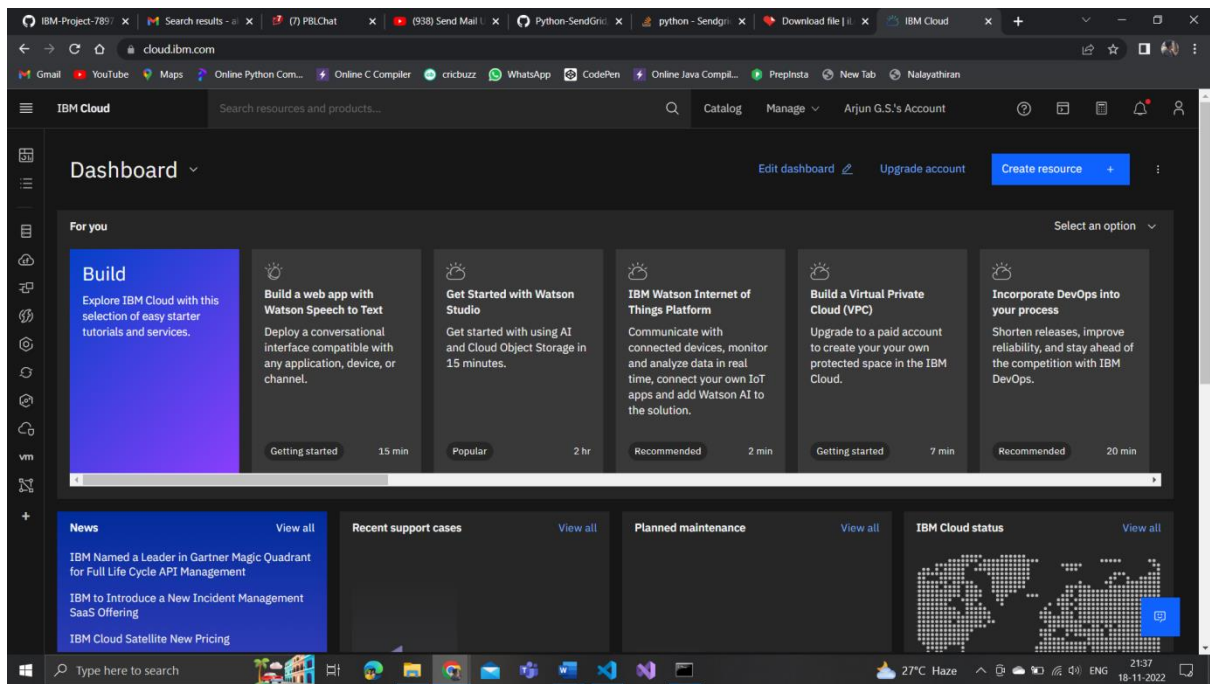 IBM-Project-7897
Search results - a
(7) PBLChat
(938) Send Mail U
Python-SendGrid
python - Sendgri
Download file | iL
IBM Cloud
cloud.ibm.com
Gmail YouTube Maps Online Python Com... Online C Compiler cricbuzz WhatsApp CodePen Online Java Compil... PrepInsta New Tab Nalayathiran
IBM Cloud Search resources and products... Catalog Manage Arjun G.S.'s Account
Dashboard
Edit dashboard Upgrade account Create resource +
For you
Select an option
Build
Explore IBM Cloud with this
selection of easy starter
tutorials and services.
Build a web app with
Watson Speech to Text
Deploy a conversational
interface compatible with
any application, device, or
channel.
Getting started 15 min
Get Started with Watson
Studio
Get started with using AI
and Cloud Object Storage in
15 minutes.
Popular 2 hr
IBM Watson Internet of
Things Platform
Communicate with
connected devices, monitor
and analyze data in real
time, connect your own IoT
apps and add Watson AI to
the solution.
Recommended 2 min
Build a Virtual Private
Cloud (VPC)
Upgrade to a paid account
to create your your own
protected space in the IBM
Cloud.
Getting started 7 min
Incorporate DevOps into
your process
Shorten releases, improve
reliability, and stay ahead of
the competition with IBM
DevOps.
Recommended 20 min
vm
News View all
IBM Named a Leader in Gartner Magic Quadrant
for Full Life Cycle API Management
IBM to Introduce a New Incident Management
SaaS Offering
IBM Cloud Satellite New Pricing
Recent support cases View all
Planned maintenance View all
IBM Cloud status View all
Type here to search
27°C Haze
ENG
21:37
18-11-2022